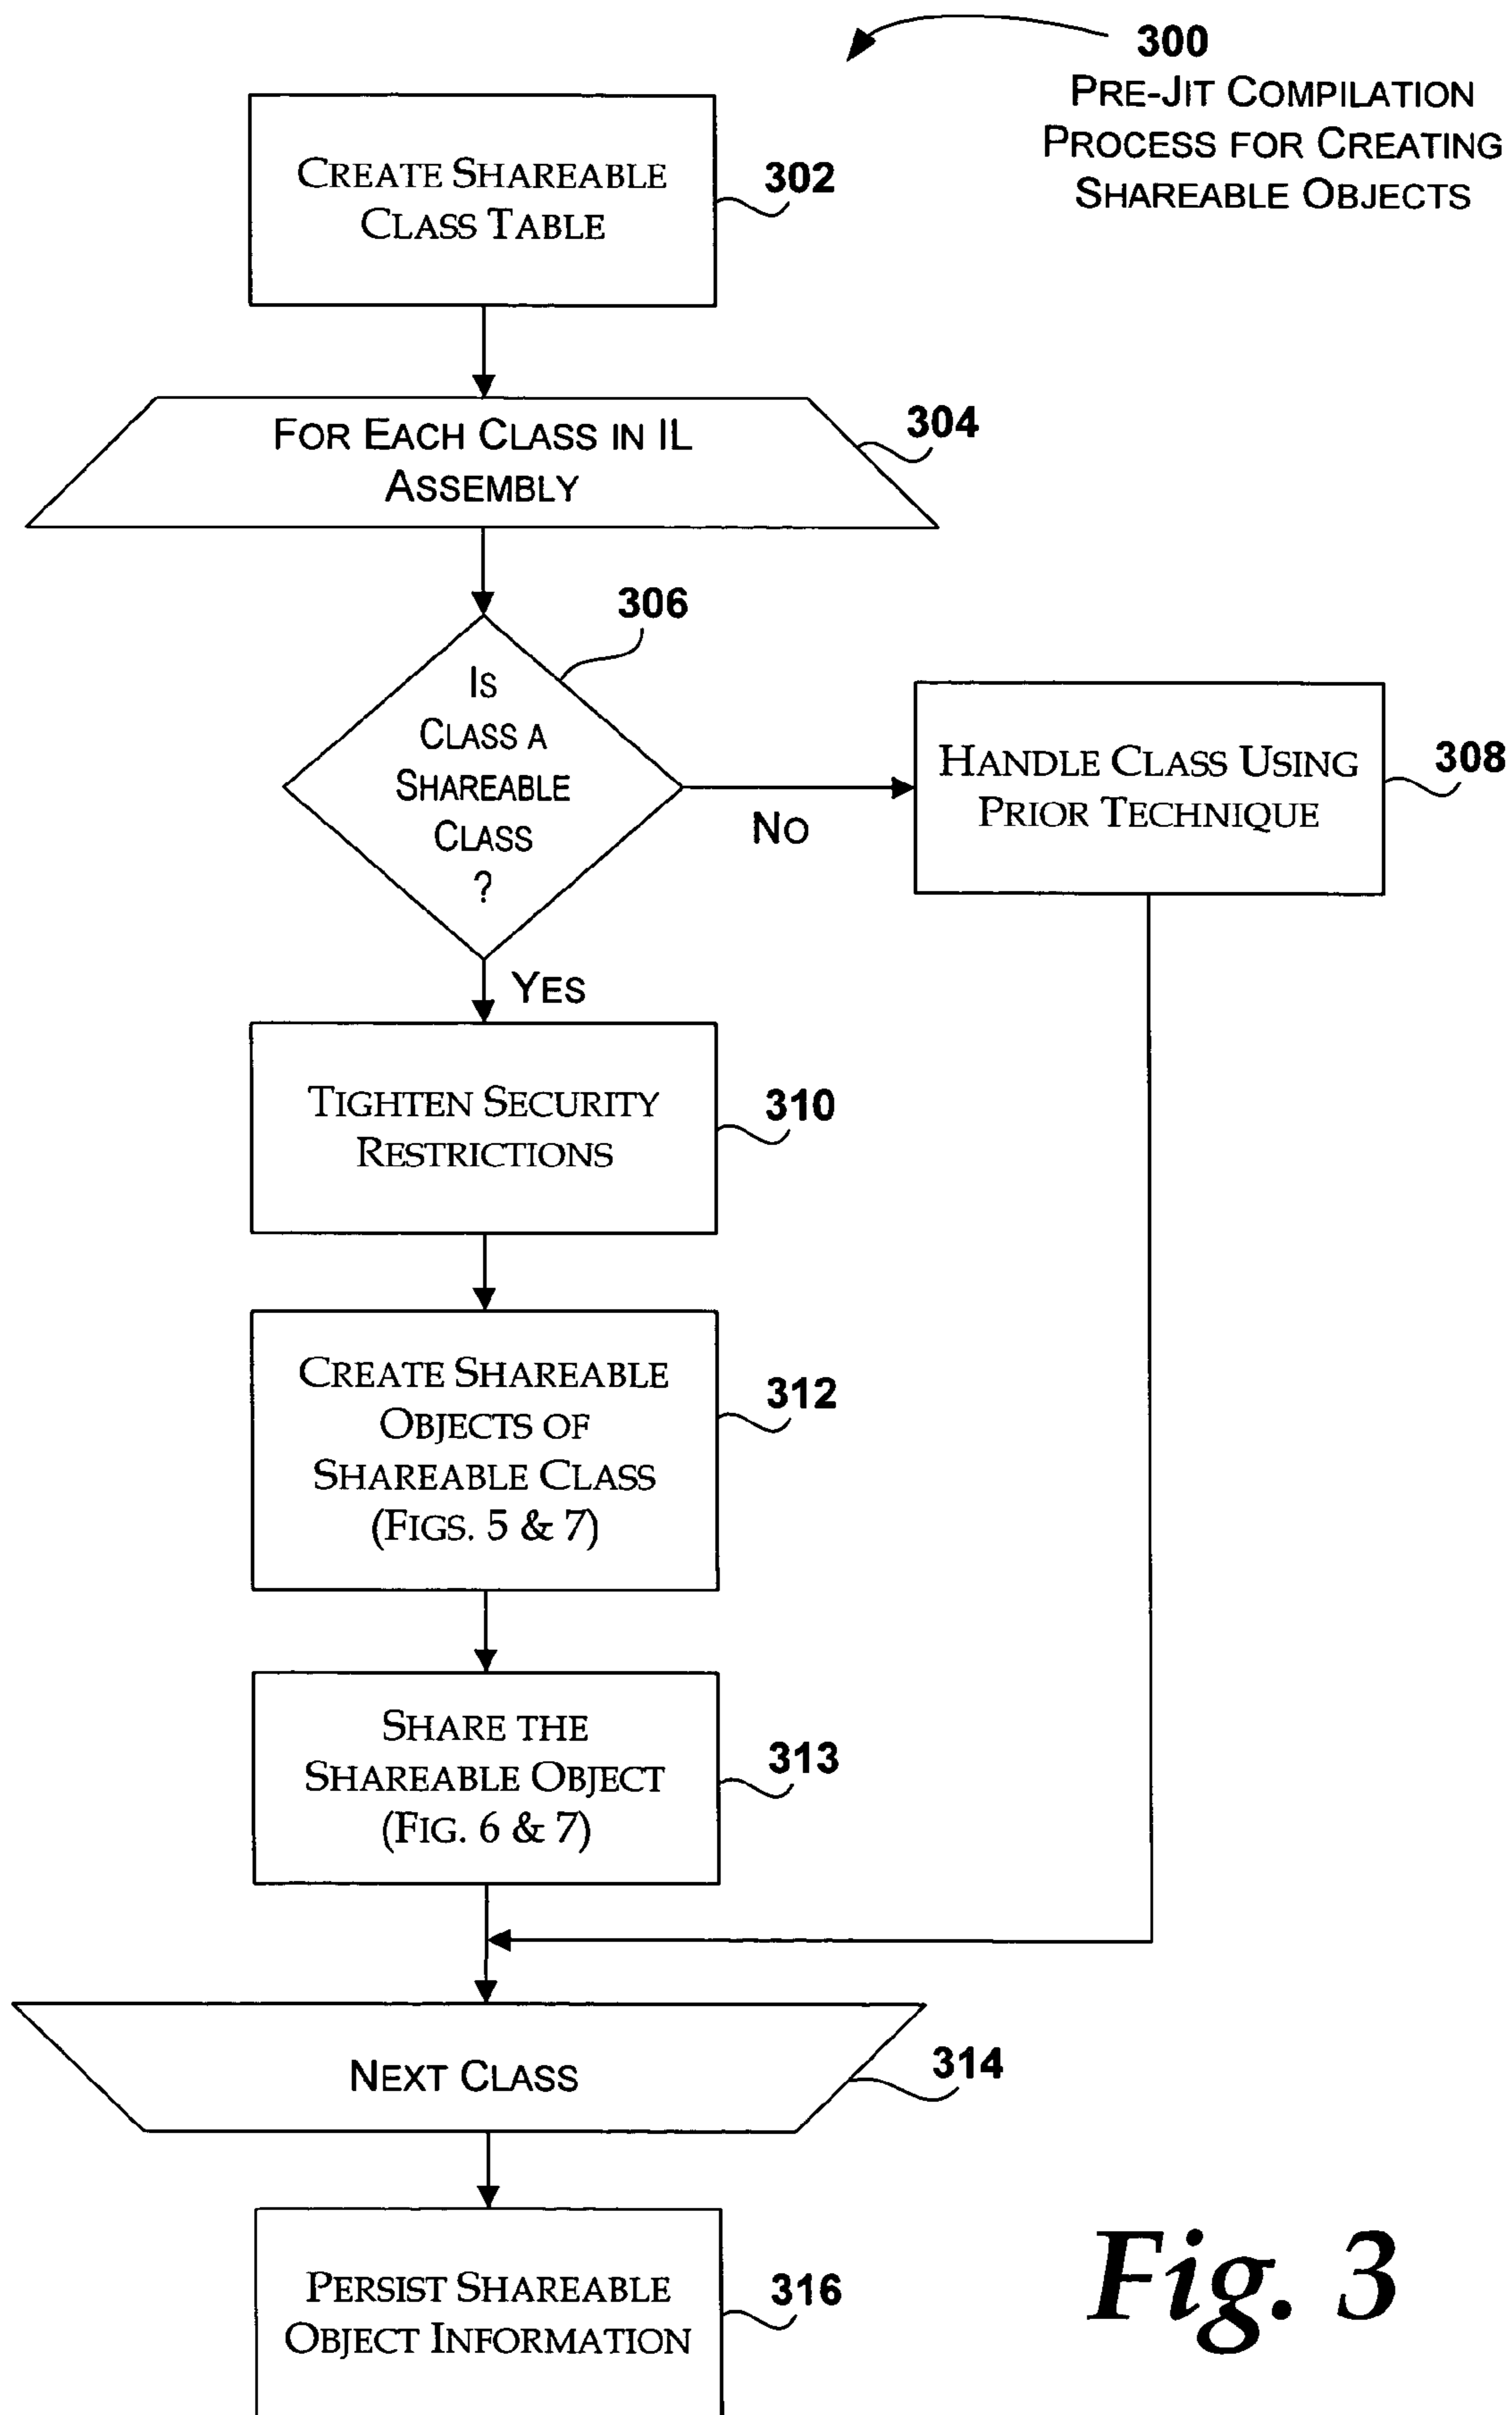 300
PRE-JIT COMPILATION
PROCESS FOR CREATING
SHAREABLE OBJECTS
CREATE SHAREABLE
CLASS TABLE
302
FOR EACH CLASS IN IL
ASSEMBLY
304
306
IS
CLASS A
SHAREABLE
CLASS
?
NO
HANDLE CLASS USING
PRIOR TECHNIQUE
308
YES
TIGHTEN SECURITY
RESTRICTIONS
310
CREATE SHAREABLE
OBJECTS OF
SHAREABLE CLASS
(FIGS. 5 & 7)
312
SHARE THE
SHAREABLE OBJECT
(FIG. 6 & 7)
313
NEXT CLASS
314
PERSIST SHAREABLE
OBJECT INFORMATION
316
Fig. 3